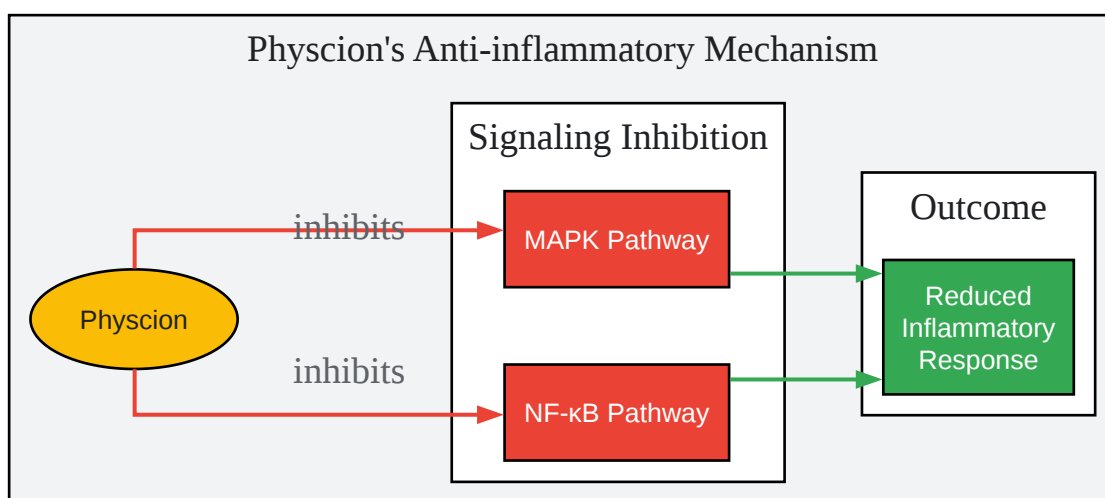 Physcion's Anti-inflammatory Mechanism
Signaling Inhibition
inhibits
MAPK Pathway
Outcome
Physcion
Reduced
Inflammatory
Response
inhibits
NF-κB Pathway